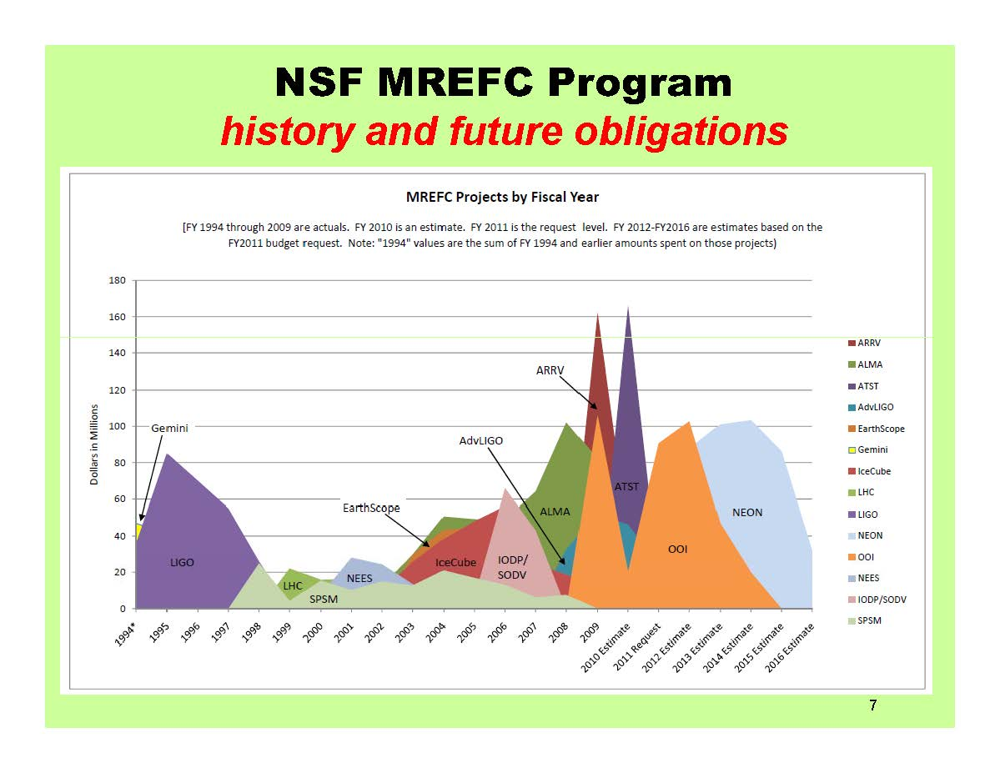 NSF MREFC Program
history and future obligations
MREFC Projects by Fiscal Year
[FY 1994 through 2009 are actuals. FY 2010 is an estimate. FY 2011 is the request level. FY 2012-FY2016 are estimates based on the
FY2011 budget request. Note: "1994" values are the sum of FY 1994 and earlier amounts spent on those projects)
Dollars in Millions
180
160
140
120
100
80
60
40
20
0
Gemini
LIGO
LHC
SPSM
NEES
EarthScope
IceCube
AdvLIGO
IODP/
SODV
ARRV
ALMA
ATST
OOI
NEON
1994*
1995
1996
1997
1998
1999
2000
2001
2002
2003
2004
2005
2006
2007
2008
2009
2010 Estimate
2011 Request
2012 Estimate
2013 Estimate
2014 Estimate
2015 Estimate
2016 Estimate
ARRV
ALMA
ATST
AdvLIGO
EarthScope
Gemini
IceCube
LHC
LIGO
NEON
OOI
NEES
IODP/SODV
SPSM
7